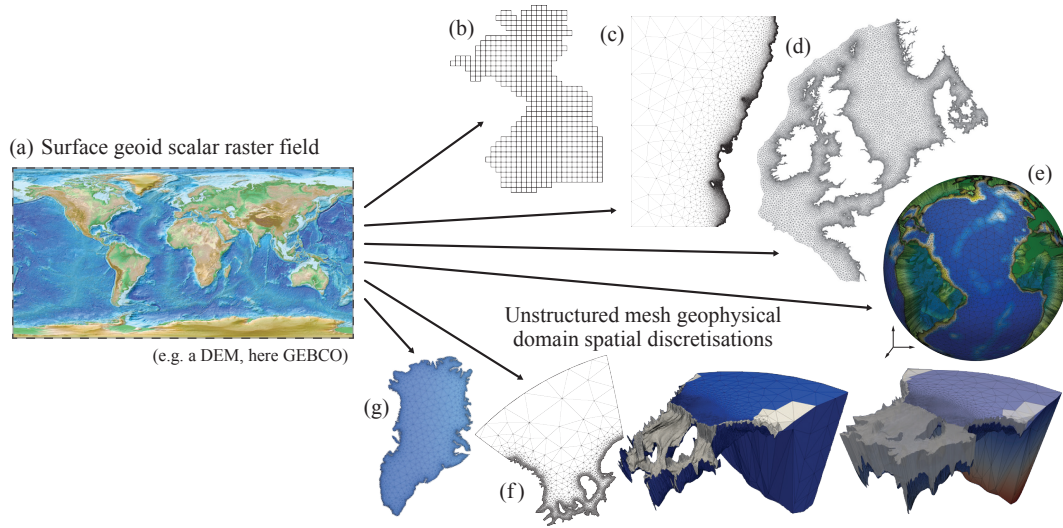 (a) Surface geoid scalar raster field
(e.g. a DEM, here GEBCO)
(b)
(c)
(d)
(e)
Unstructured mesh geophysical
domain spatial discretisations
(g)
(f)